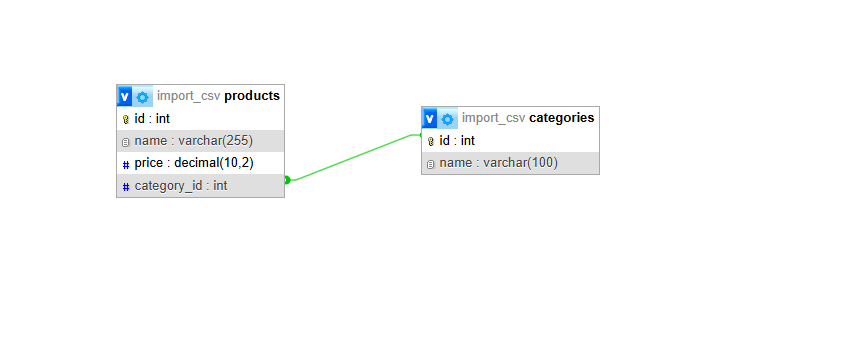 v import_csv products
id : int
name : varchar(255)
# price : decimal(10,2)
# category_id : int
v import_csv categories
id : int
name : varchar(100)